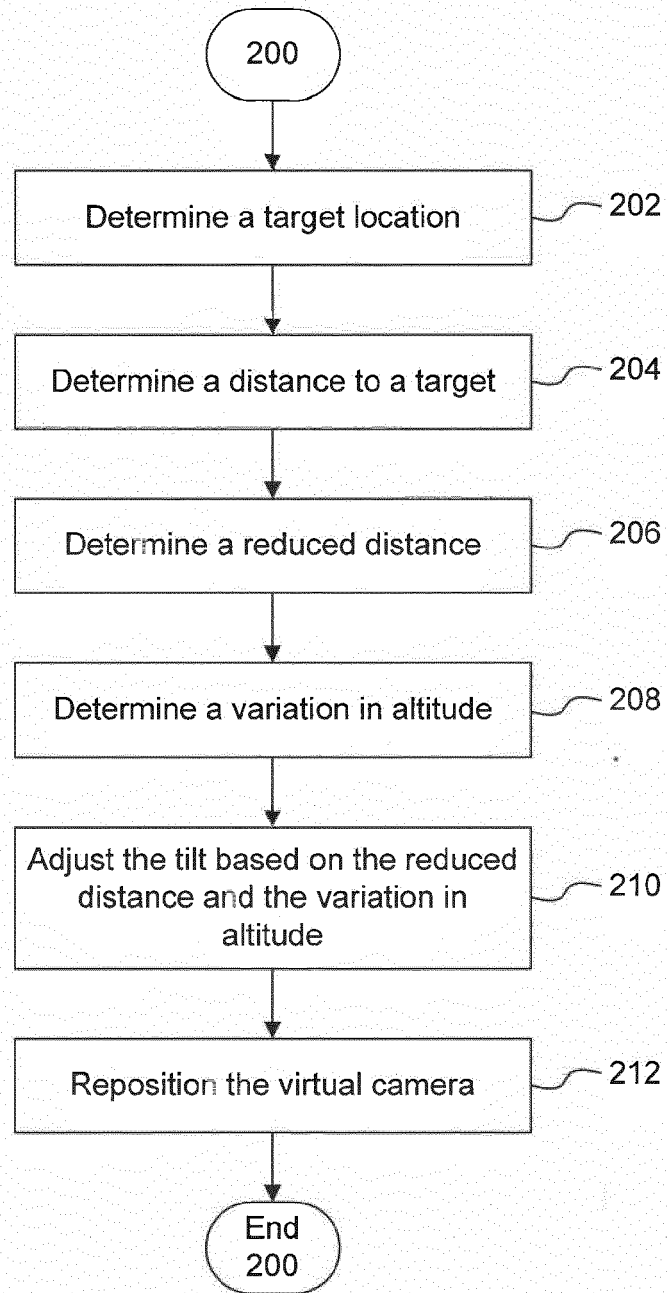 200
Determine a target location
202
Determine a distance to a target
204
Determine a reduced distance
206
Determine a variation in altitude
208
Adjust the tilt based on the reduced
distance and the variation in
altitude
210
Reposition the virtual camera
212
End
200